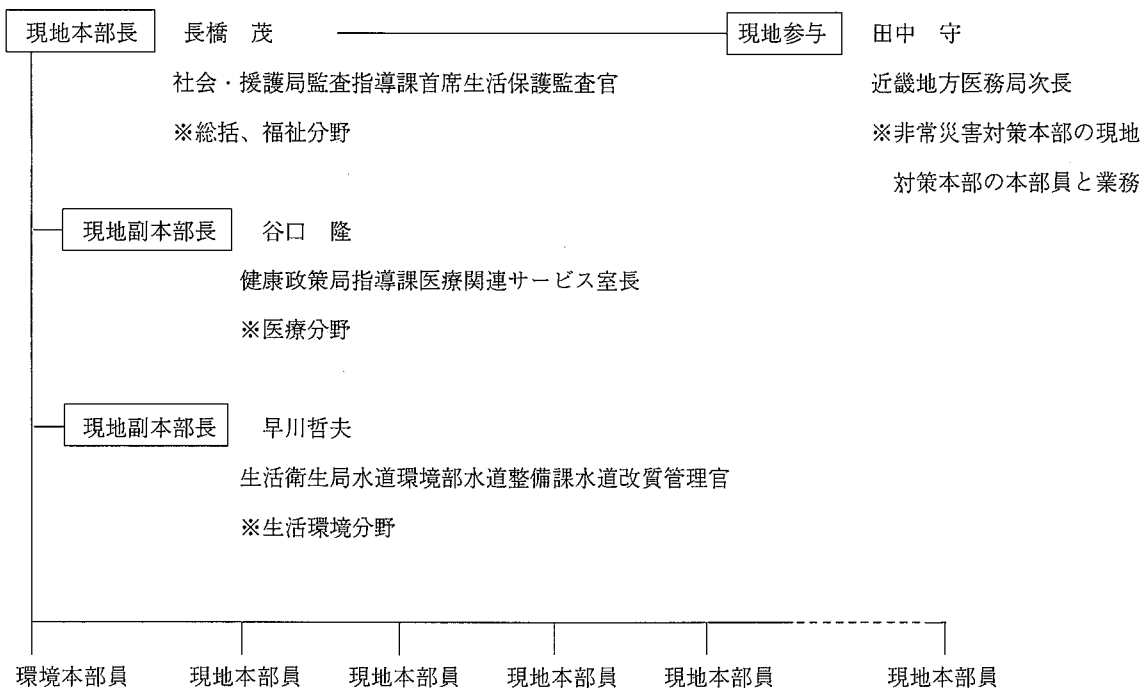 現地本部長 長橋 茂 現地参与 田中 守
社会・援護局監査指導課首席生活保護監査官 近畿地方医務局次長
※総括、福祉分野 ※非常災害対策本部の現地
対策本部の本部員と業務
現地副本部長 谷口 隆
健康政策局指導課医療関連サービス室長
※医療分野
現地副本部長 早川哲夫
生活衛生局水道環境部水道整備課水道改質管理官
※生活環境分野
環境本部員 現地本部員 現地本部員 現地本部員 現地本部員 現地本部員